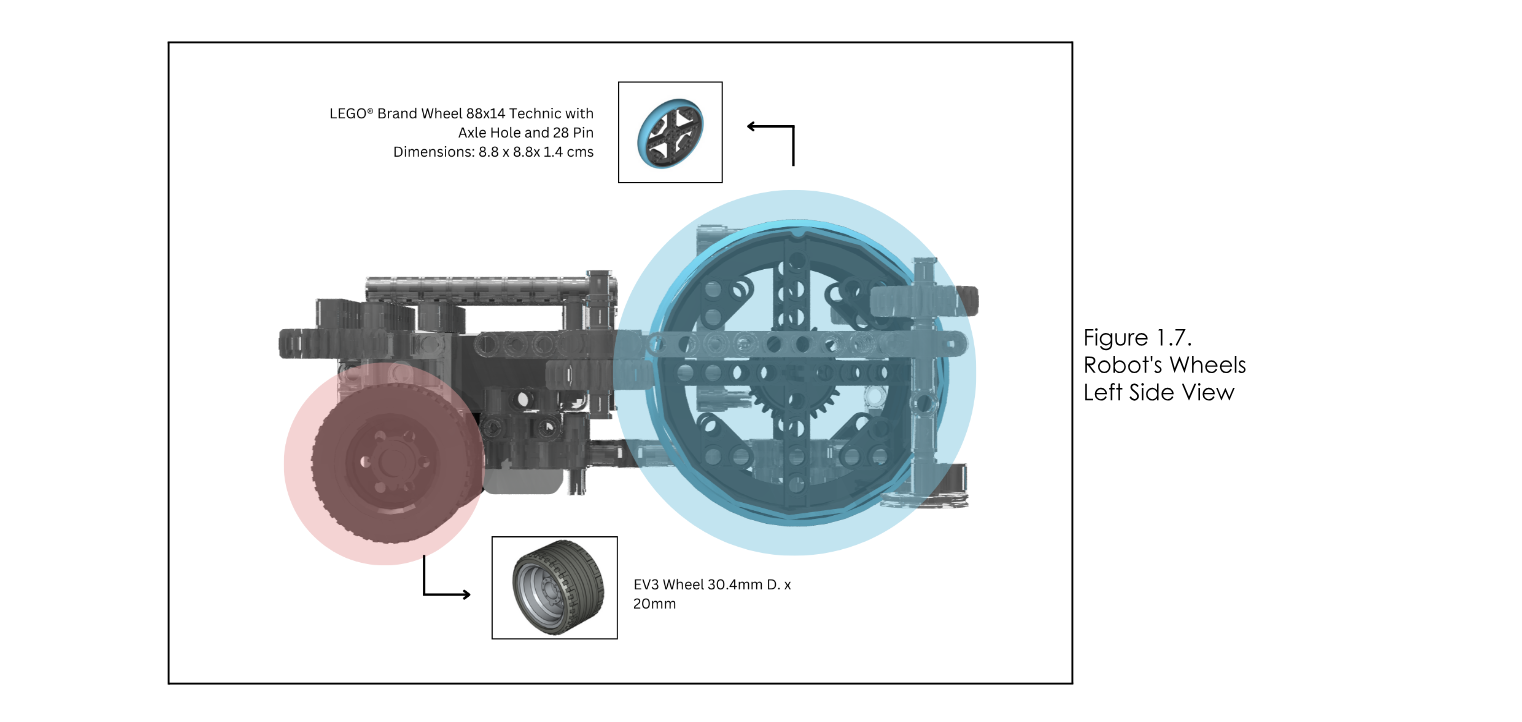 LEGO® Brand Wheel 88x14 Technic with
Axle Hole and 28 Pin
Dimensions: 8.8 x 8.8x 1.4 cms
Figure 1.7.
Robot's Wheels
Left Side View
EV3 Wheel 30.4mm D. x
20mm